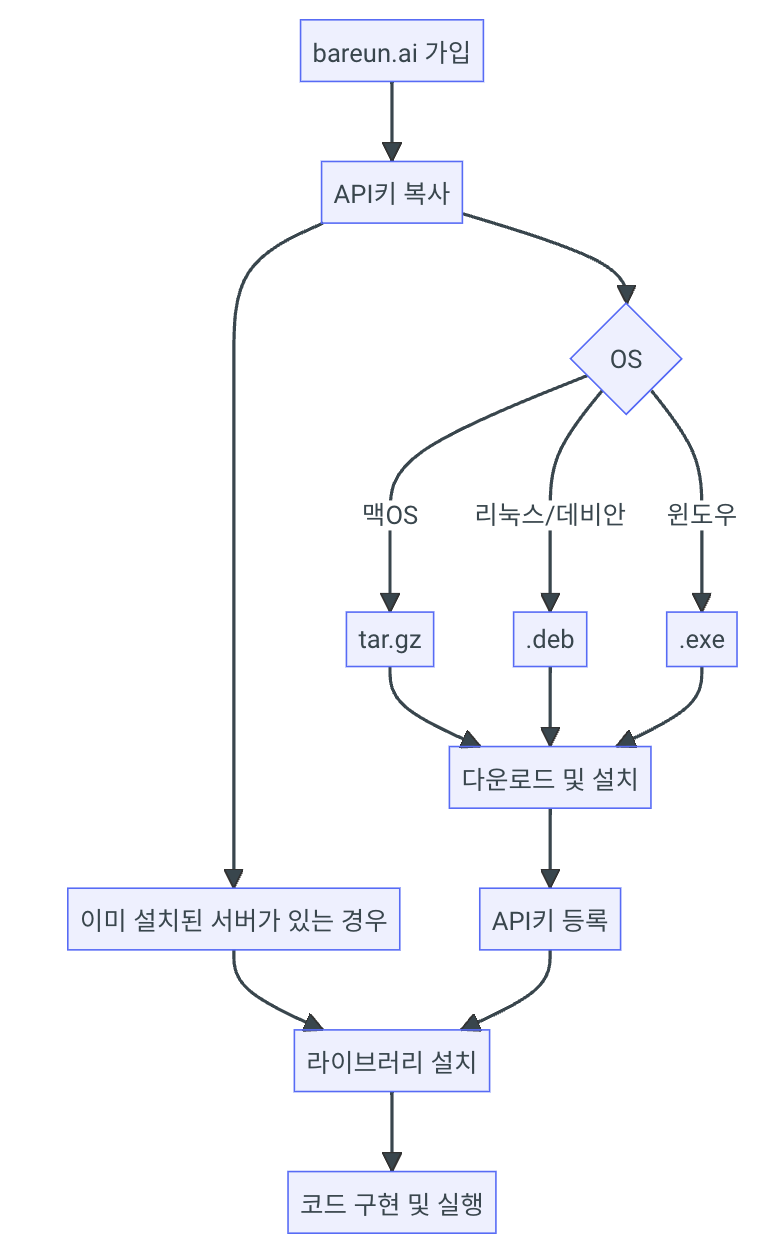 bareun.ai 가입
API키 복사
OS
맥OS
리눅스/데비안
윈도우
tar.gz
.deb
.exe
다운로드 및 설치
이미 설치된 서버가 있는 경우
API키 등록
라이브러리 설치
코드 구현 및 실행